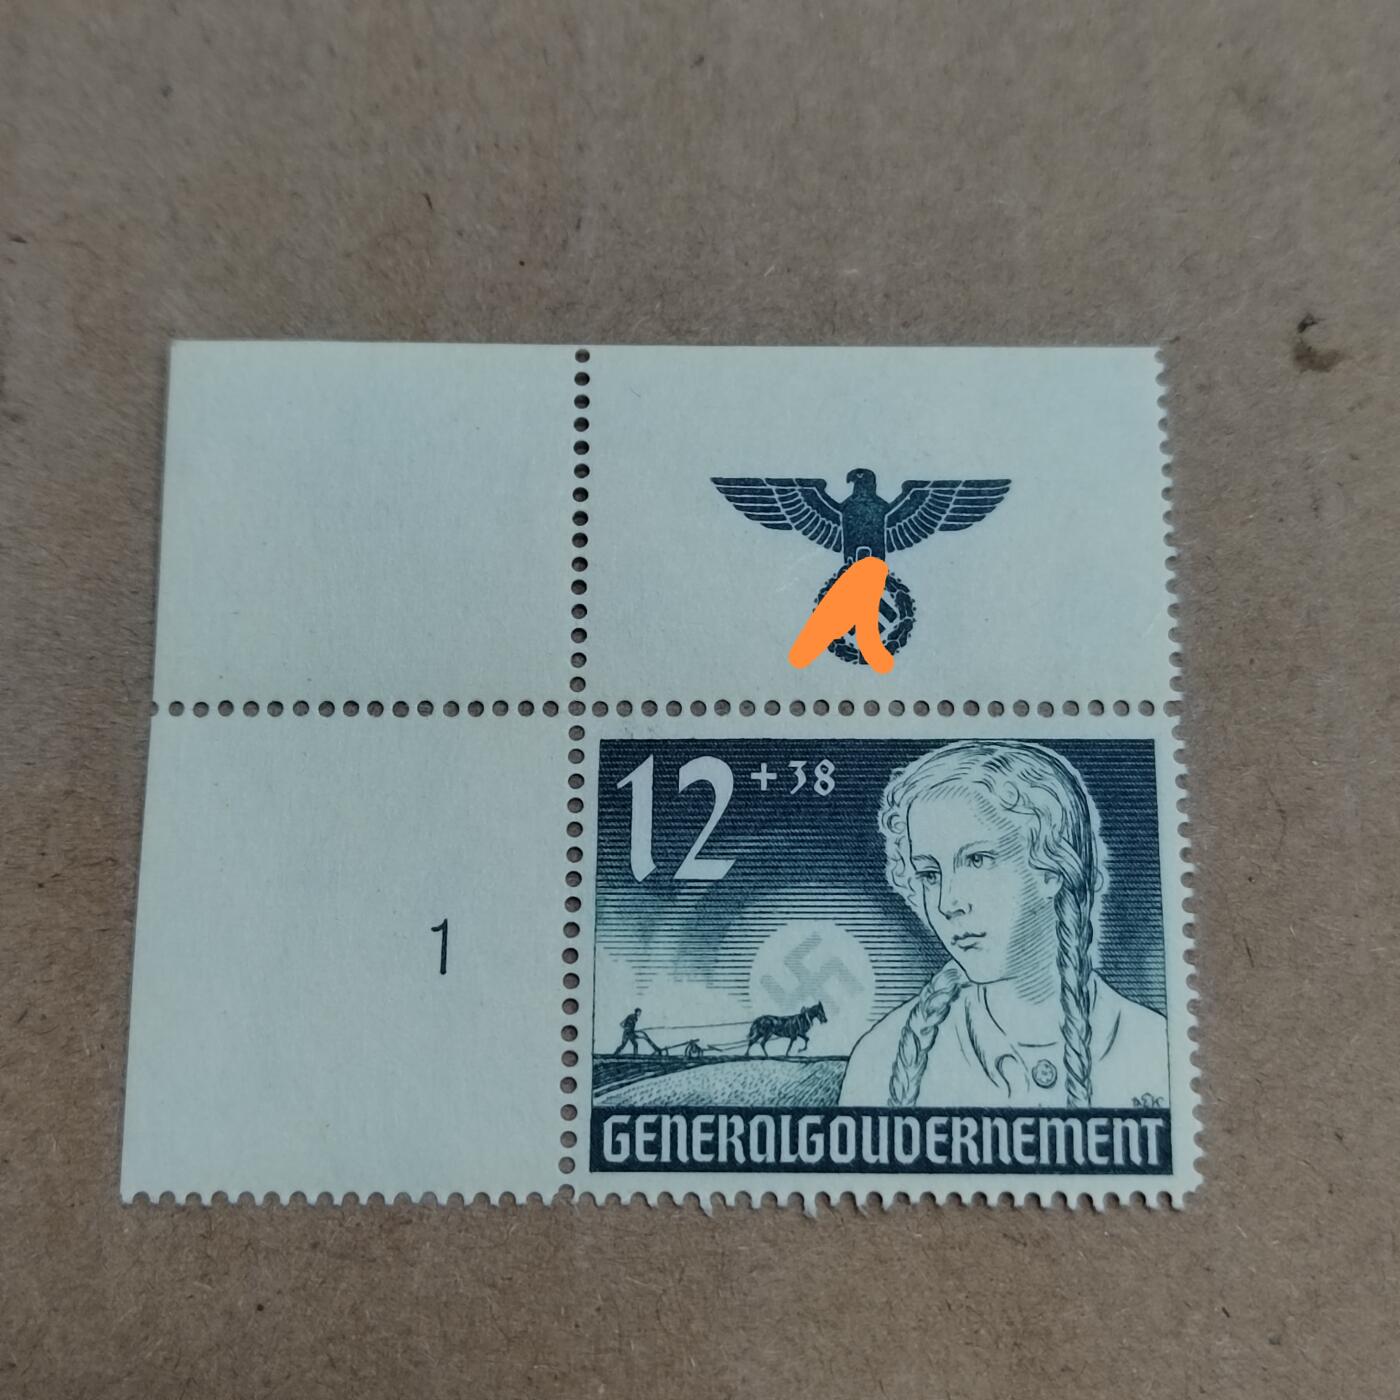 12 + 38
1
GENERALGOUVERNEMENT